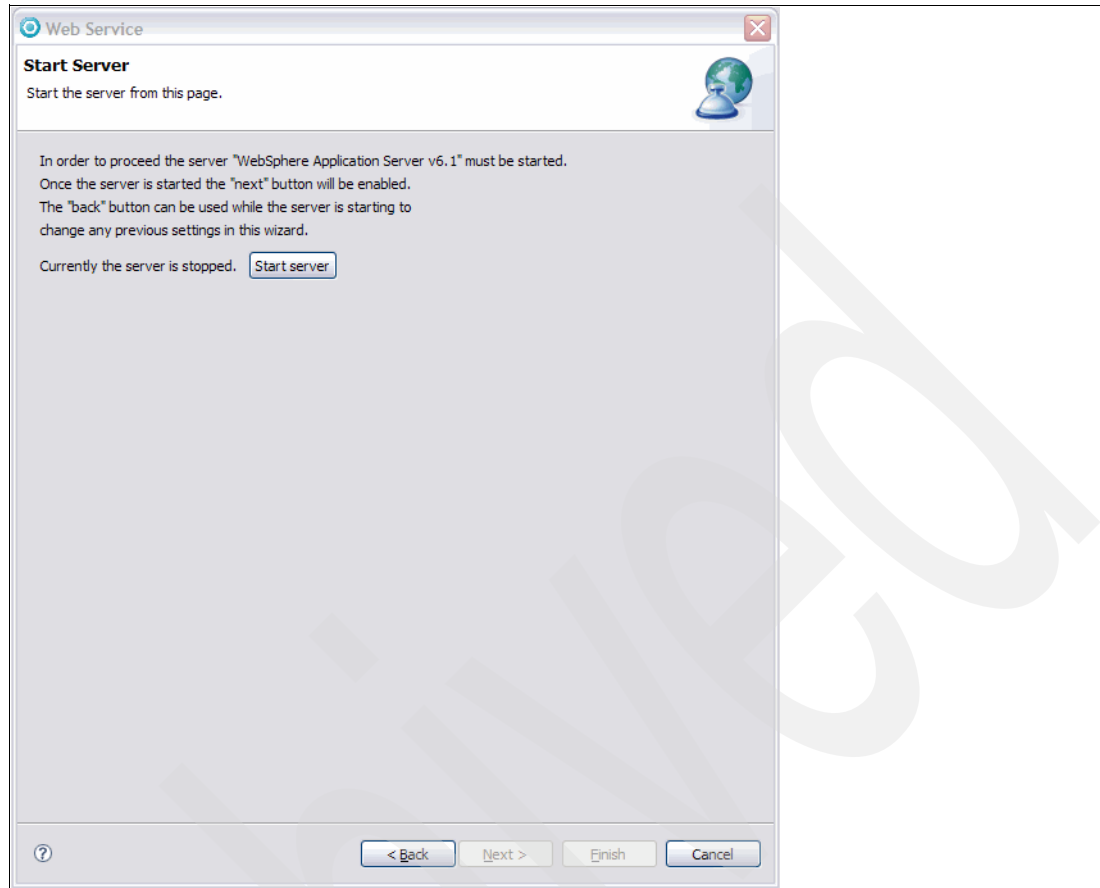 Web Service
Start Server
Start the server from this page.
In order to proceed the server "WebSphere Application Server v6.1" must be started.
Once the server is started the "next" button will be enabled.
The "back" button can be used while the server is starting to
change any previous settings in this wizard.
Currently the server is stopped. Start server
? < Back Next > Finish Cancel
hived